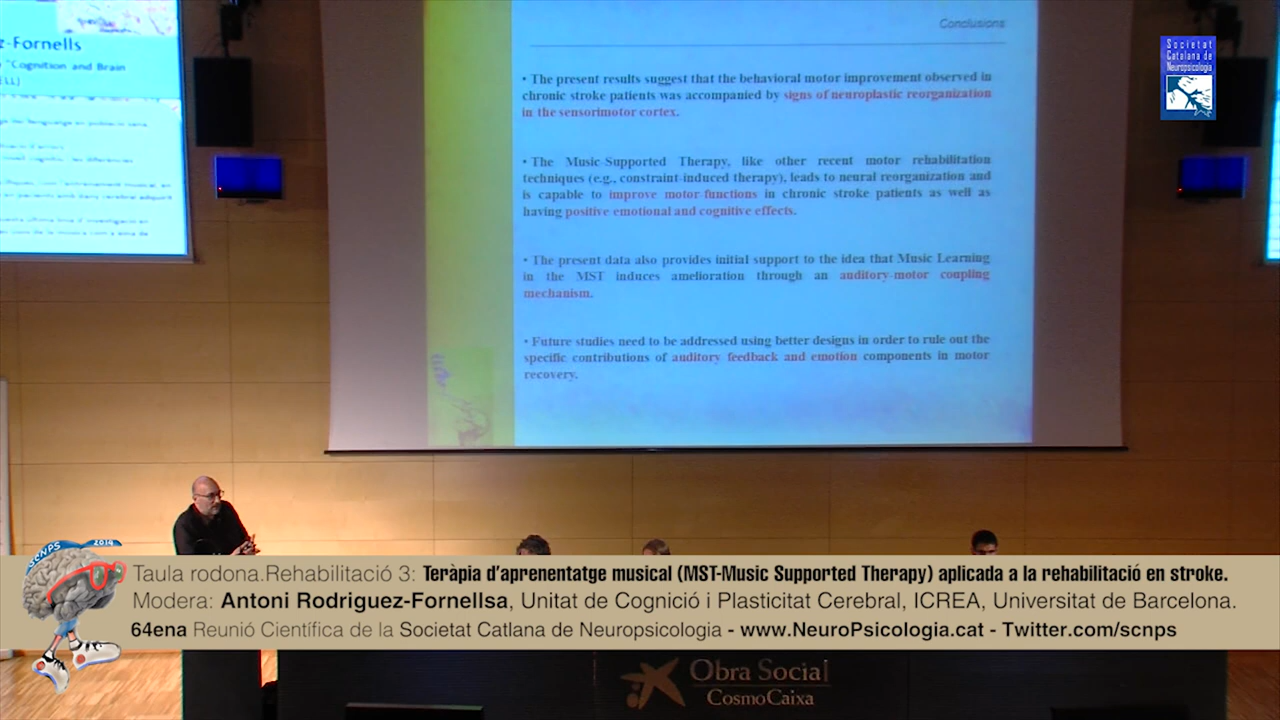 z-Fornells
"Cognition and Brain
ELL)
Conclusions
Societat
Catalana de
Neuropsicologia
• The present results suggest that the behavioral motor improvement observed in
chronic stroke patients was accompanied by signs of neuroplastic reorganization
in the sensorimotor cortex.
• The Music-Supported Therapy, like other recent motor rehabilitation
techniques (e.g., constraint-induced therapy), leads to neural reorganization and
is capable to improve motor functions in chronic stroke patients as well as
having positive emotional and cognitive effects.
• The present data also provides initial support to the idea that Music Learning
in the MST induces amelioration through an auditory-motor coupling
mechanism.
• Future studies need to be addressed using better designs in order to rule out the
specific contributions of auditory feedback and emotion components in motor
recovery.
SCNPS 2014
Taula rodona.Rehabilitació 3: Teràpia d'aprenentatge musical (MST-Music Supported Therapy) aplicada a la rehabilitació en stroke.
Modera: Antoni Rodriguez-Fornellsa, Unitat de Cognició i Plasticitat Cerebral, ICREA, Universitat de Barcelona.
64ena Reunió Científica de la Societat Catlana de Neuropsicologia - www.NeuroPsicologia.cat - Twitter.com/scnps
Obra Social
CosmoCaixa